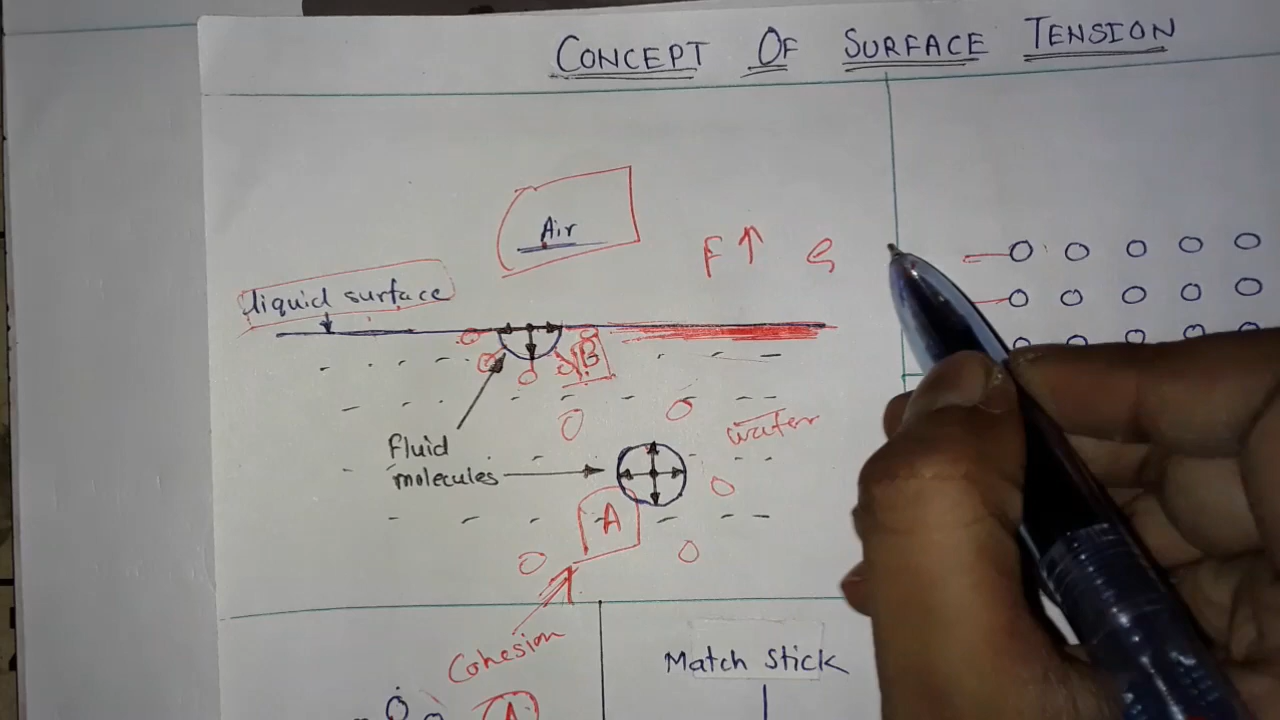 CONCEPT OF SURFACE TENSION
Air
F↑
liquid surface
B
water
fluid
molecules
A
Cohesion
Match Stick
A